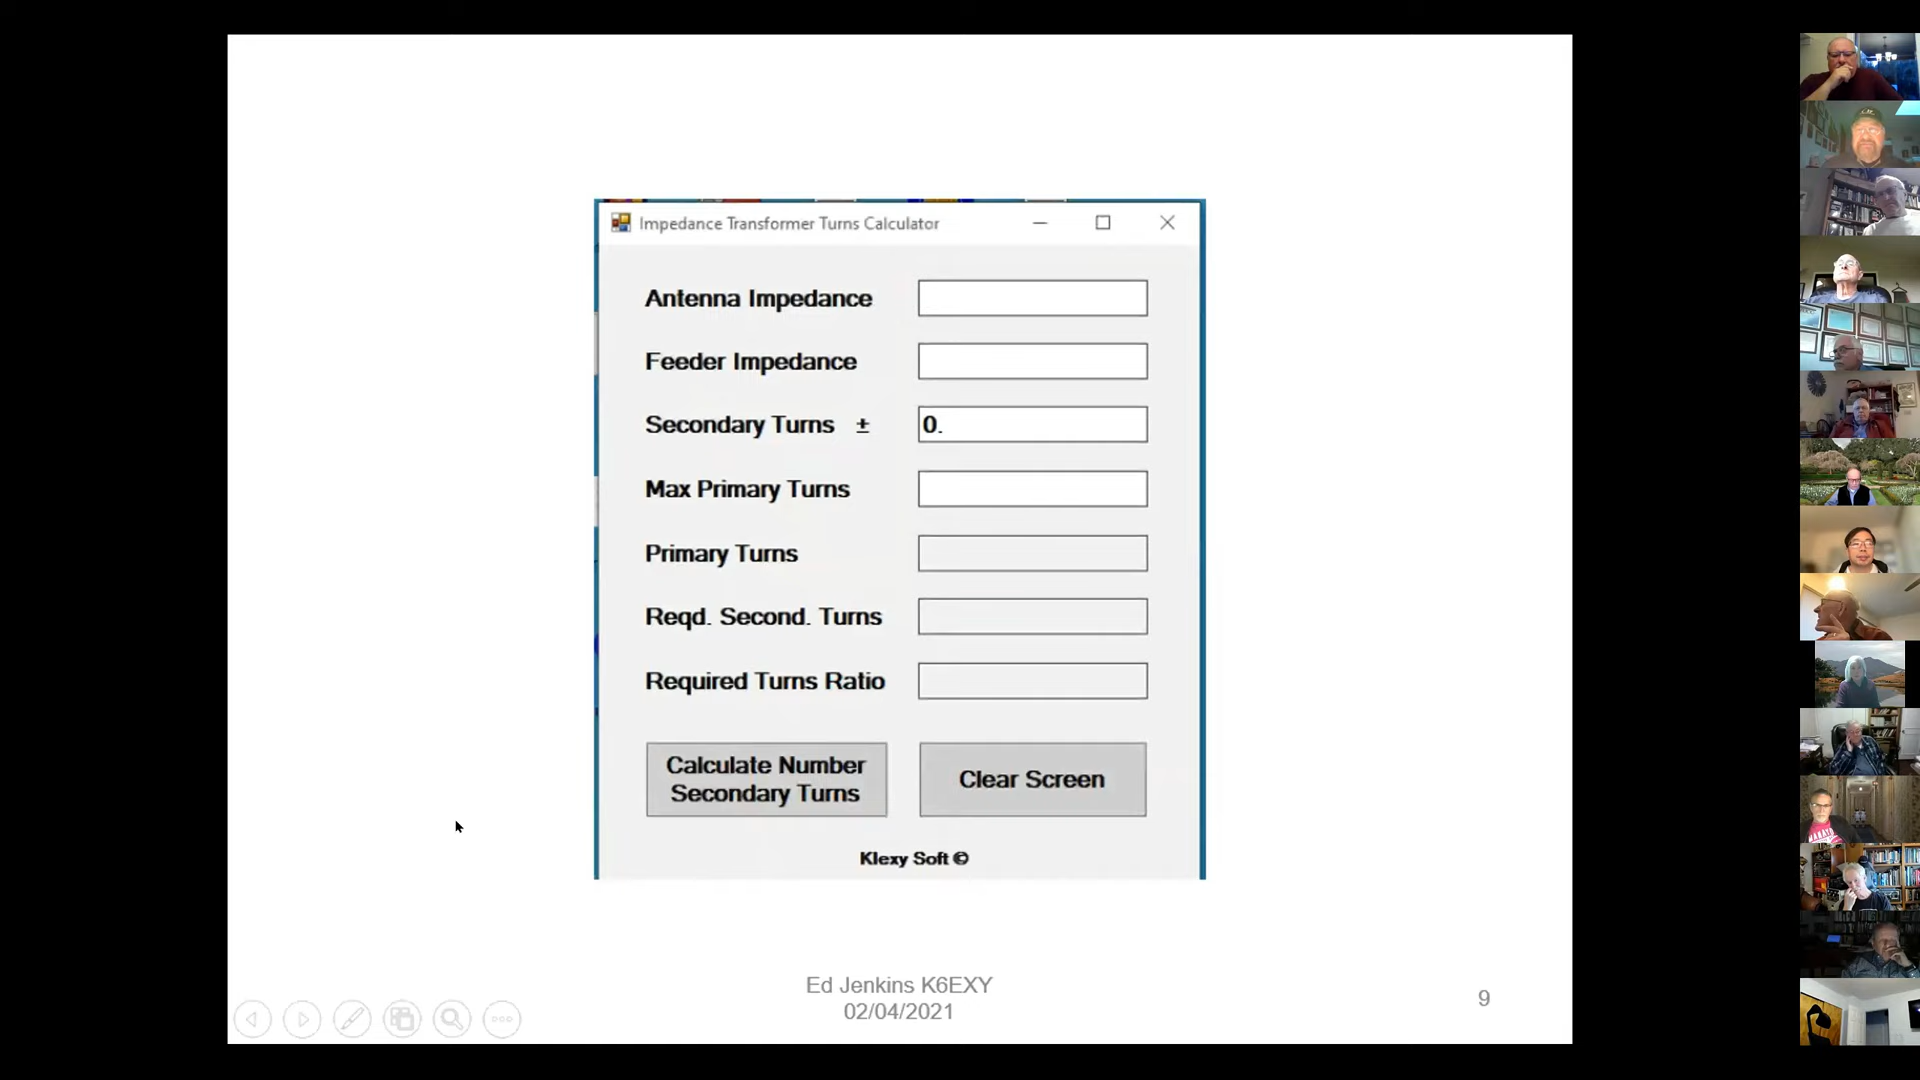 Impedance Transformer Turns Calculator
Antenna Impedance
Feeder Impedance
Secondary Turns ± 0.
Max Primary Turns
Primary Turns
Reqd. Second. Turns
Required Turns Ratio
Calculate Number
Secondary Turns
Clear Screen
Klexy Soft ©
Ed Jenkins K6EXY
02/04/2021
9